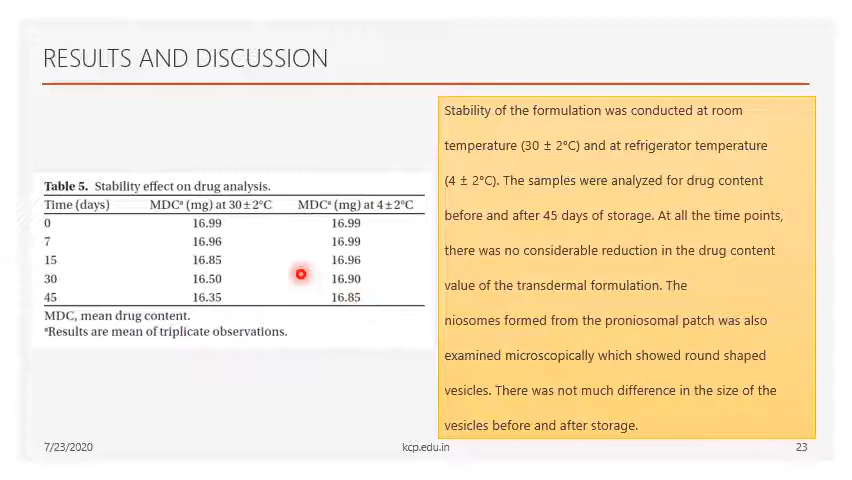 RESULTS AND DISCUSSION
Table 5. Stability effect on drug analysis.
Time (days) MDCᵃ (mg) at 30±2°C MDCᵃ (mg) at 4±2°C
0 16.99 16.99
7 16.96 16.99
15 16.85 16.96
30 16.50 16.90
45 16.35 16.85
MDC, mean drug content.
ᵃResults are mean of triplicate observations.
Stability of the formulation was conducted at room
temperature (30 ± 2°C) and at refrigerator temperature
(4 ± 2°C). The samples were analyzed for drug content
before and after 45 days of storage. At all the time points,
there was no considerable reduction in the drug content
value of the transdermal formulation. The
niosomes formed from the proniosomal patch was also
examined microscopically which showed round shaped
vesicles. There was not much difference in the size of the
vesicles before and after storage.
7/23/2020 kcp.edu.in 23